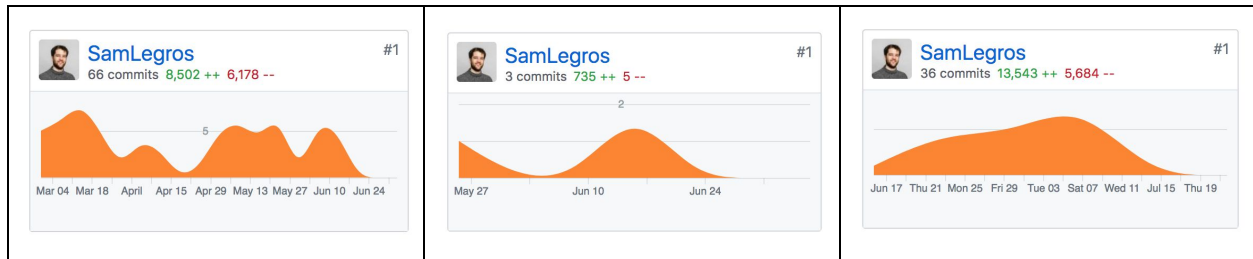 SamLegros
#1
66 commits 8,502 ++ 6,178 --
5
Mar 04 Mar 18 April Apr 15 Apr 29 May 13 May 27 Jun 10 Jun 24
SamLegros
#1
3 commits 735 ++ 5 --
2
May 27 Jun 10 Jun 24
SamLegros
#1
36 commits 13,543 ++ 5,684 --
Jun 17 Thu 21 Mon 25 Fri 29 Tue 03 Sat 07 Wed 11 Jul 15 Thu 19